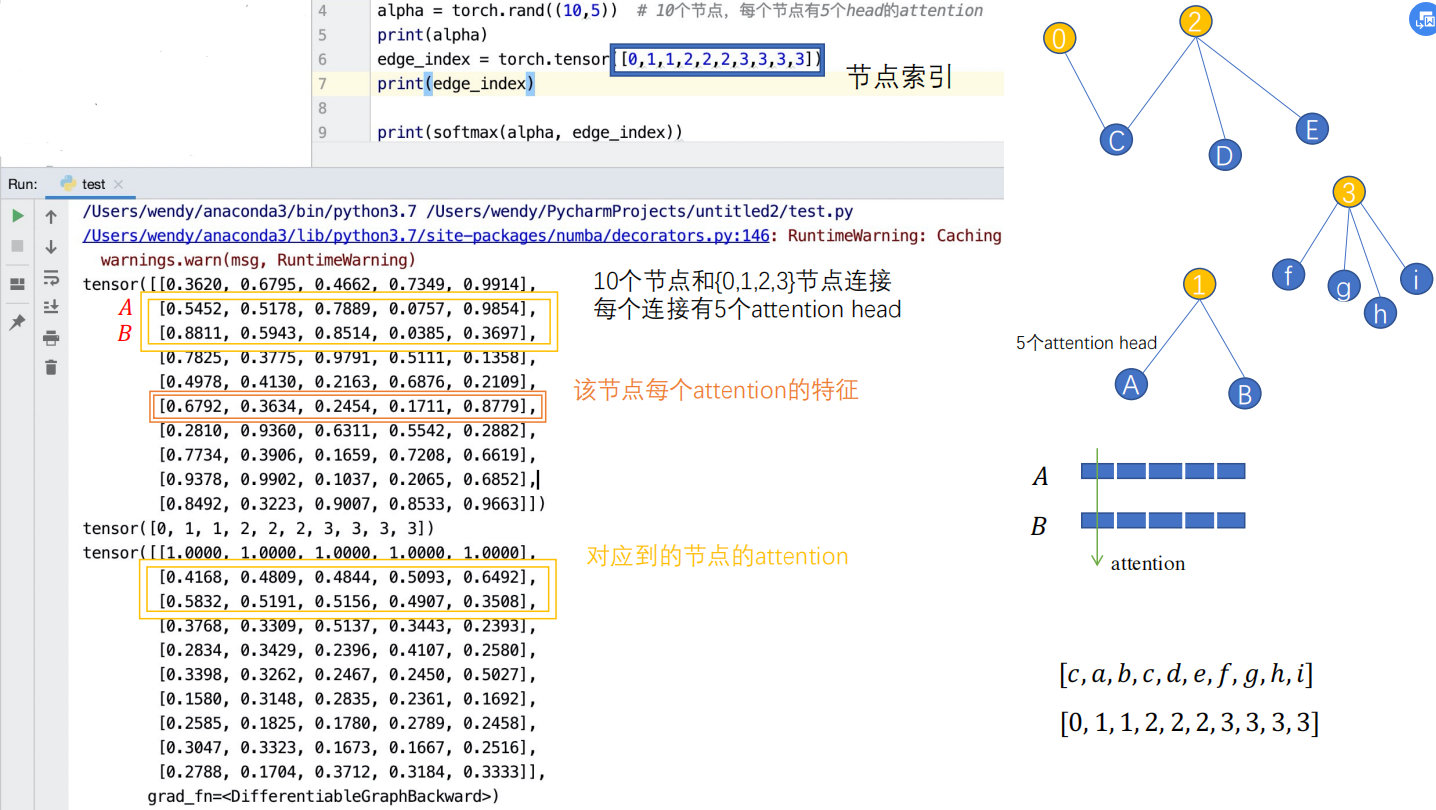 4 alpha = torch.rand((10,5)) # 10个节点，每个节点有5个head的attention
5 print(alpha)
6 edge_index = torch.tensor([0,1,1,2,2,2,3,3,3,3])
节点索引
7 print(edge_index)
8
9 print(softmax(alpha, edge_index))
Run: test
/Users/wendy/anaconda3/bin/python3.7 /Users/wendy/PycharmProjects/untitled2/test.py
/Users/wendy/anaconda3/lib/python3.7/site-packages/numba/decorators.py:146: RuntimeWarning: Caching
warnings.warn(msg, RuntimeWarning)
tensor([[0.3620, 0.6795, 0.4662, 0.7349, 0.9914],
A [0.5452, 0.5178, 0.7889, 0.0757, 0.9854],
B [0.8811, 0.5943, 0.8514, 0.0385, 0.3697],
[0.7825, 0.3775, 0.9791, 0.5111, 0.1358],
[0.4978, 0.4130, 0.2163, 0.6876, 0.2109],
[0.6792, 0.3634, 0.2454, 0.1711, 0.8779],
[0.2810, 0.9360, 0.6311, 0.5542, 0.2882],
[0.7734, 0.3906, 0.1659, 0.7208, 0.6619],
[0.9378, 0.9902, 0.1037, 0.2065, 0.6852],
[0.8492, 0.3223, 0.9007, 0.8533, 0.9663]])
tensor([0, 1, 1, 2, 2, 2, 3, 3, 3, 3])
tensor([[1.0000, 1.0000, 1.0000, 1.0000, 1.0000],
[0.4168, 0.4809, 0.4844, 0.5093, 0.6492],
[0.5832, 0.5191, 0.5156, 0.4907, 0.3508],
[0.3768, 0.3309, 0.5137, 0.3443, 0.2393],
[0.2834, 0.3429, 0.2396, 0.4107, 0.2580],
[0.3398, 0.3262, 0.2467, 0.2450, 0.5027],
[0.1580, 0.3148, 0.2835, 0.2361, 0.1692],
[0.2585, 0.1825, 0.1780, 0.2789, 0.2458],
[0.3047, 0.3323, 0.1673, 0.1667, 0.2516],
[0.2788, 0.1704, 0.3712, 0.3184, 0.3333]],
grad_fn=<DifferentiableGraphBackward>)
10个节点和{0,1,2,3}节点连接
每个连接有5个attention head
该节点每个attention的特征
对应到的节点的attention
0
2
C
D
E
3
f
g
h
i
1
5个attention head
A
B
A
B
attention
[c, a, b, c, d, e, f, g, h, i]
[0, 1, 1, 2, 2, 2, 3, 3, 3, 3]